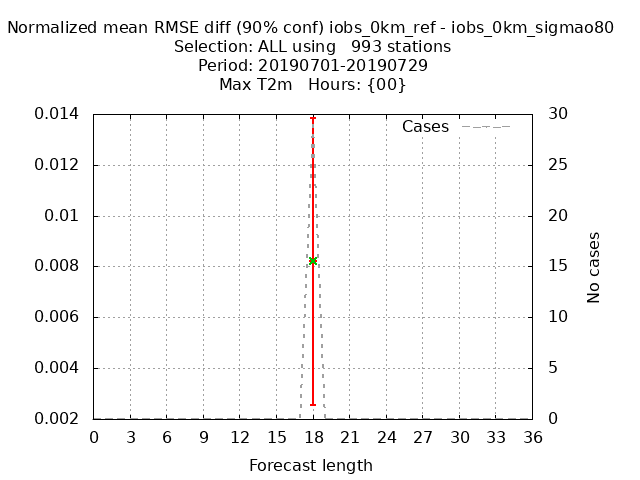 Normalized mean RMSE diff (90% conf) iobs_0km_ref - iobs_0km_sigmao80
Selection: ALL using   993 stations
Period: 20190701-20190729
Max T2m   Hours: {00}
0.014
0.012
0.01
0.008
0.006
0.004
0.002
Cases
30
25
20
15
10
5
0
No cases
0 3 6 9 12 15 18 21 24 27 30 33 36
Forecast length